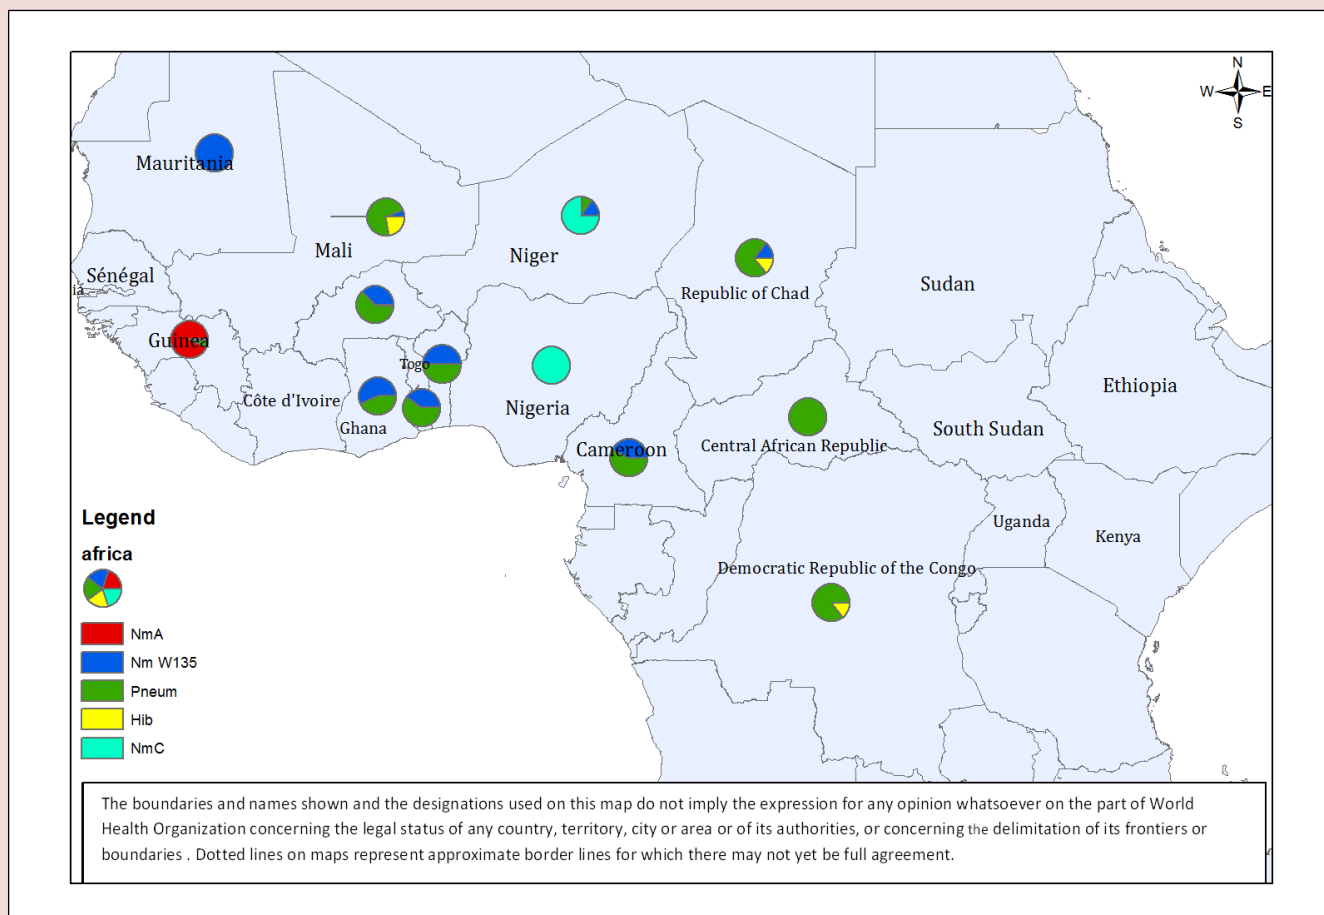 N
W E
S
Mauritania
Mali
Niger
Republic of Chad
Sudan
Sénégal
ia
Guinea
Togo
Côte d'Ivoire
Ghana
Nigeria
Cameroon
Central African Republic
South Sudan
Ethiopia
Uganda
Kenya
Democratic Republic of the Congo
Legend
africa
NmA
Nm W135
Pneum
Hib
NmC
The boundaries and names shown and the designations used on this map do not imply the expression for any opinion whatsoever on the part of World
Health Organization concerning the legal status of any country, territory, city or area or of its authorities, or concerning the delimitation of its frontiers or
boundaries . Dotted lines on maps represent approximate border lines for which there may not yet be full agreement.